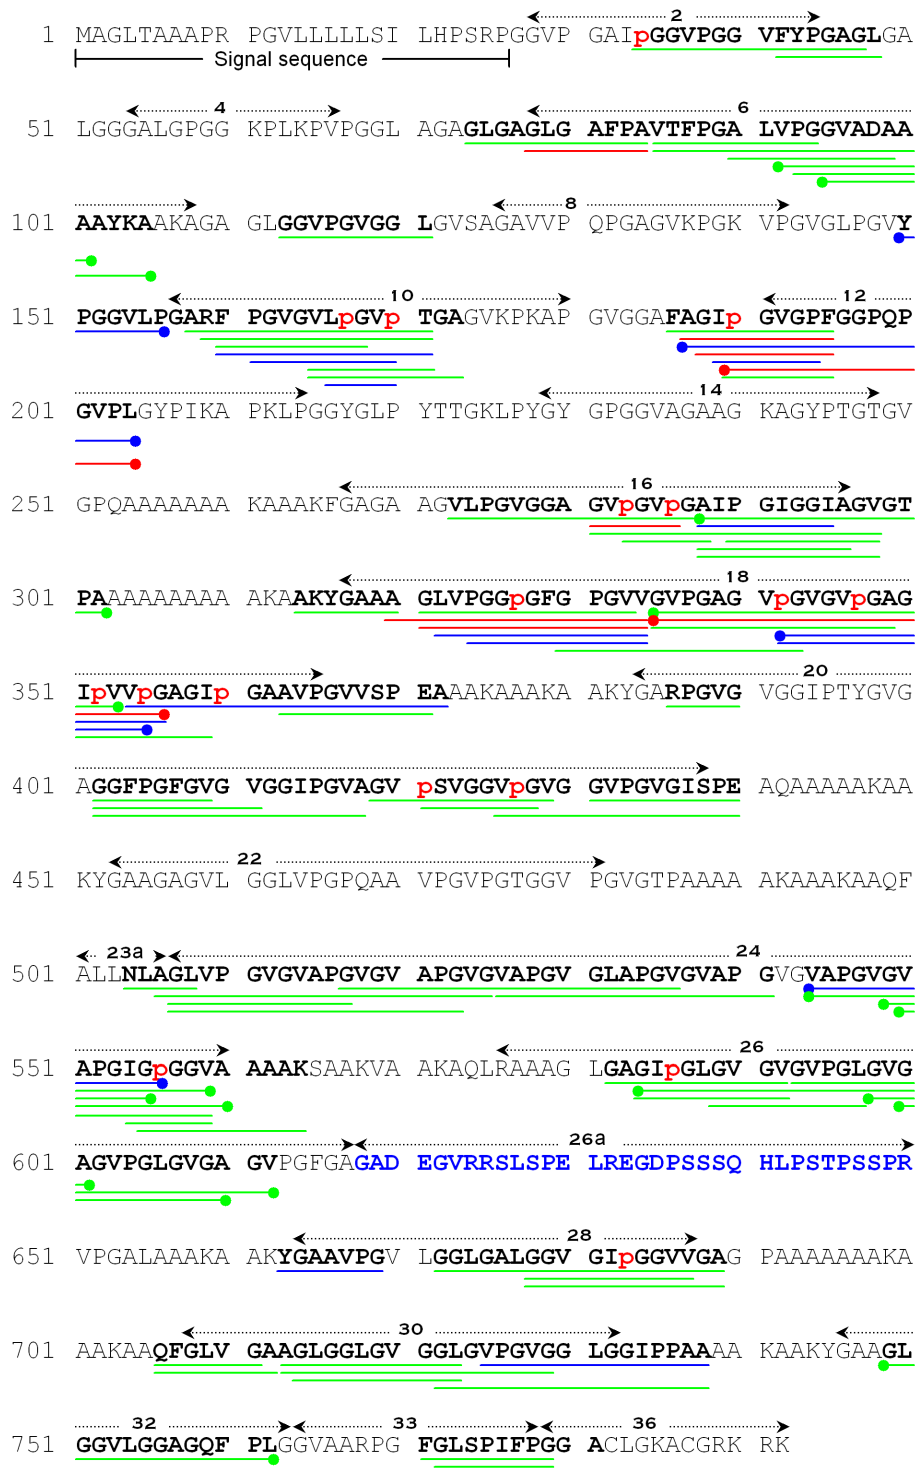 2
1 MAGLTAAAPR PGVLLLLLSI LHPSRPGGVP GAIpGGVPGG VFYPGAGLGA
Signal sequence
4 6
51 LGGGALGPGG KPLKPVPGGL AGAGLGAGLG AFPAVTFPGA LVPGGVADAA
8
101 AAYKAAKAGA GLGGVPGVGG LGVSAGAVVP QPGAGVKPGK VPGVGLPGVY
10 12
151 PGGVLPGARF PGVGVLpGVp TGAGVKPKAP GVGGAFAGIp GVGPFGGPQP
14
201 GVPLGYPIKA PKLPGGYGLP YTTGKLPYGY GPGGVAGAAG KAGYPTGTGV
16
251 GPQAAAAAAA KAAAKFGAGA AGVLPGVGGA GVpGVpGAIP GIGGIAGVGT
18
301 PAAAAAAAAA AKAAKYGAAA GLVPGGpGFG PGVVGVPGAG VpGVGVpGAG
20
351 IpVVpGAGIp GAAVPGVVSP EAAAKAAAKA AKYGARPGVG VGGIPTYGVG
401 AGGFPGFGVG VGGIPGVAGV pSVGGVpGVG GVPGVGISPE AQAAAAAKAA
22
451 KYGAAGAGVL GGLVPGPQAA VPGVPGTGGV PGVGTPAAAA AKAAAKAAQF
23a 24
501 ALLNLAGLVP GVGVAPGVGV APGVGVAPGV GLAPGVGVAP GVGVAPGVGV
26
551 APGIGpGGVA AAAKSAAKVA AKAQLRAAAG LGAGIpGLGV GVGVPGLGVG
26a
601 AGVPGLGVGA GVPGFGAGAD EGVRRSLSPE LREGDPSSSQ HLPSTPSSPR
28
651 VPGALAAAKA AKYGAAVPGV LGGLGALGGV GIpGGVVGAG PAAAAAAAKA
30
701 AAKAAQFGLV GAAGLGGLGV GGLGVPGVGG LGGIPPAAAA KAAKYGAAGL
32 33 36
751 GGVLGGAGQF PLGGVAARPG FGLSPIFPGG ACLGKACGRK RK